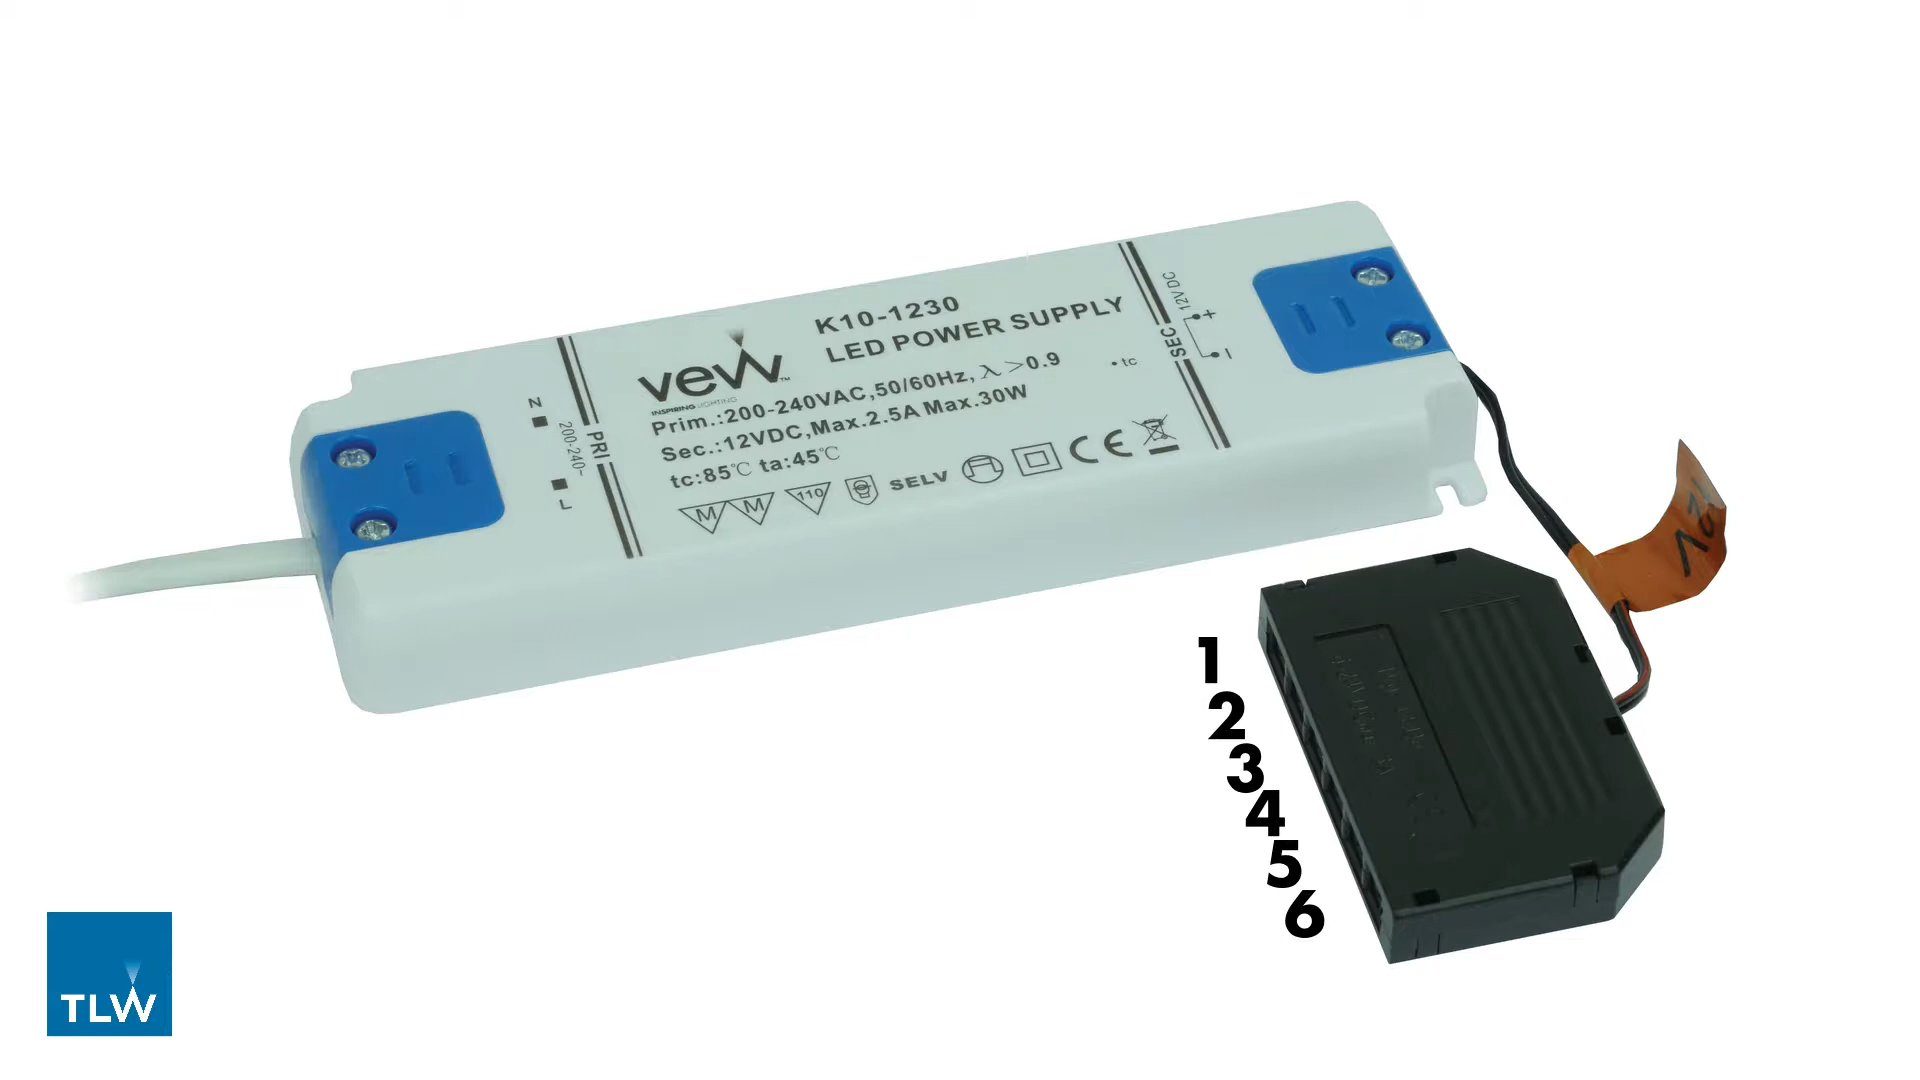 K10-1230
LED POWER SUPPLY
vew™
INSPIRING LIGHTING
Prim.:200-240VAC,50/60Hz, λ>0.9
Sec.:12VDC,Max.2.5A Max.30W
tc:85℃ ta:45℃
M M 110 SELV CE
N
200-240~
L
PRI
• tc
SEC
12V DC
+
-
12V
1
2
3
4
5
6
TLW